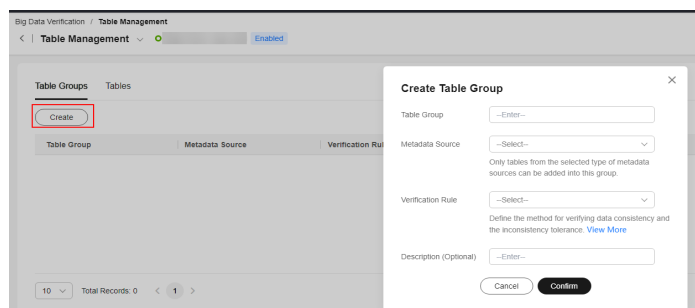 Big Data Verification / Table Management
Table Management
Enabled
Table Groups Tables
Create
Table Group Metadata Source Verification Rul
10 Total Records: 0 < 1 >
Create Table Group
Table Group --Enter--
Metadata Source --Select--
Only tables from the selected type of metadata
sources can be added into this group.
Verification Rule --Select--
Define the method for verifying data consistency and
the inconsistency tolerance. View More
Description (Optional) --Enter--
Cancel Confirm